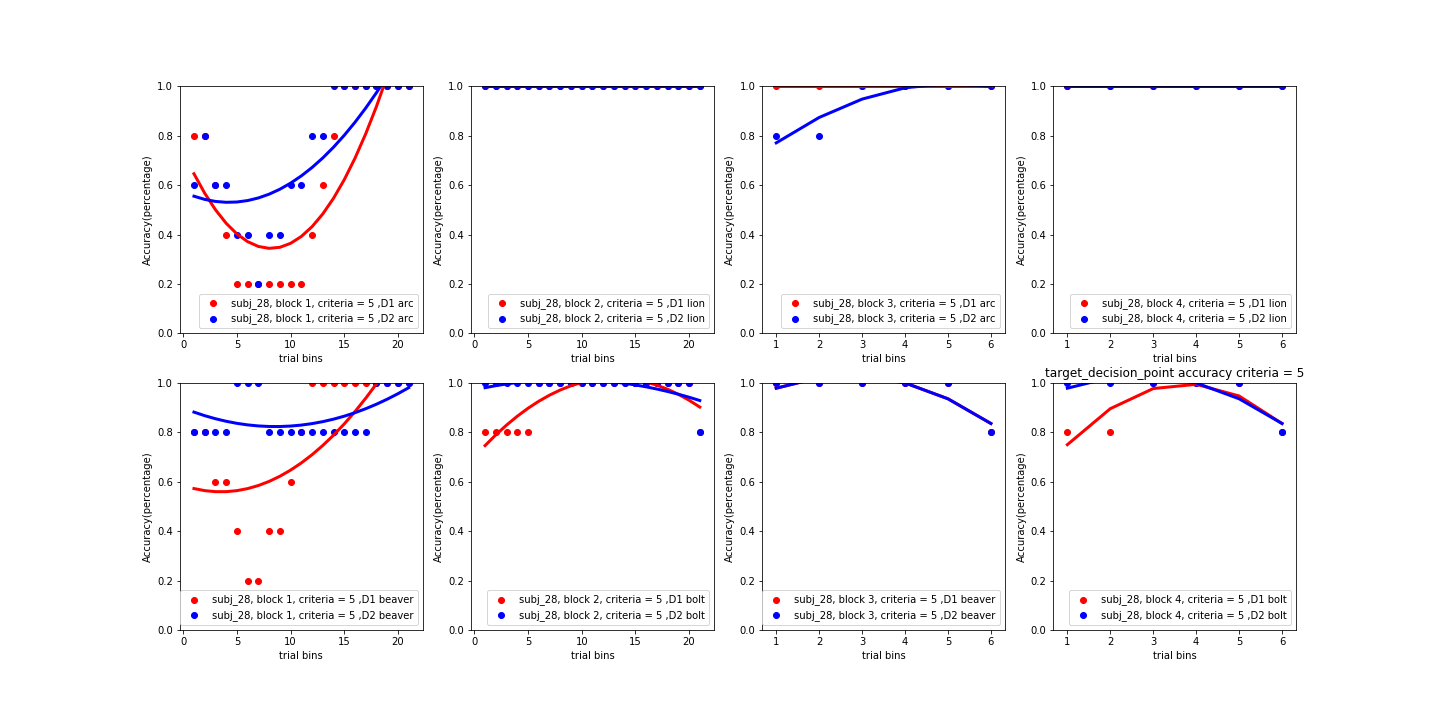 1.0
0.8
0.6
0.4
0.2
0.0
Accuracy(percentage)
subj_28, block 1, criteria = 5 ,D1 arc
subj_28, block 1, criteria = 5 ,D2 arc
0 5 10 15 20
trial bins
1.0
0.8
0.6
0.4
0.2
0.0
Accuracy(percentage)
subj_28, block 2, criteria = 5 ,D1 lion
subj_28, block 2, criteria = 5 ,D2 lion
0 5 10 15 20
trial bins
1.0
0.8
0.6
0.4
0.2
0.0
Accuracy(percentage)
subj_28, block 3, criteria = 5 ,D1 arc
subj_28, block 3, criteria = 5 ,D2 arc
1 2 3 4 5 6
trial bins
1.0
0.8
0.6
0.4
0.2
0.0
Accuracy(percentage)
subj_28, block 4, criteria = 5 ,D1 lion
subj_28, block 4, criteria = 5 ,D2 lion
1 2 3 4 5 6
trial bins
1.0
0.8
0.6
0.4
0.2
0.0
Accuracy(percentage)
subj_28, block 1, criteria = 5 ,D1 beaver
subj_28, block 1, criteria = 5 ,D2 beaver
0 5 10 15 20
trial bins
1.0
0.8
0.6
0.4
0.2
0.0
Accuracy(percentage)
subj_28, block 2, criteria = 5 ,D1 bolt
subj_28, block 2, criteria = 5 ,D2 bolt
0 5 10 15 20
trial bins
1.0
0.8
0.6
0.4
0.2
0.0
Accuracy(percentage)
subj_28, block 3, criteria = 5 ,D1 beaver
subj_28, block 3, criteria = 5 ,D2 beaver
1 2 3 4 5 6
trial bins
target_decision_point accuracy criteria = 5
1.0
0.8
0.6
0.4
0.2
0.0
Accuracy(percentage)
subj_28, block 4, criteria = 5 ,D1 bolt
subj_28, block 4, criteria = 5 ,D2 bolt
1 2 3 4 5 6
trial bins